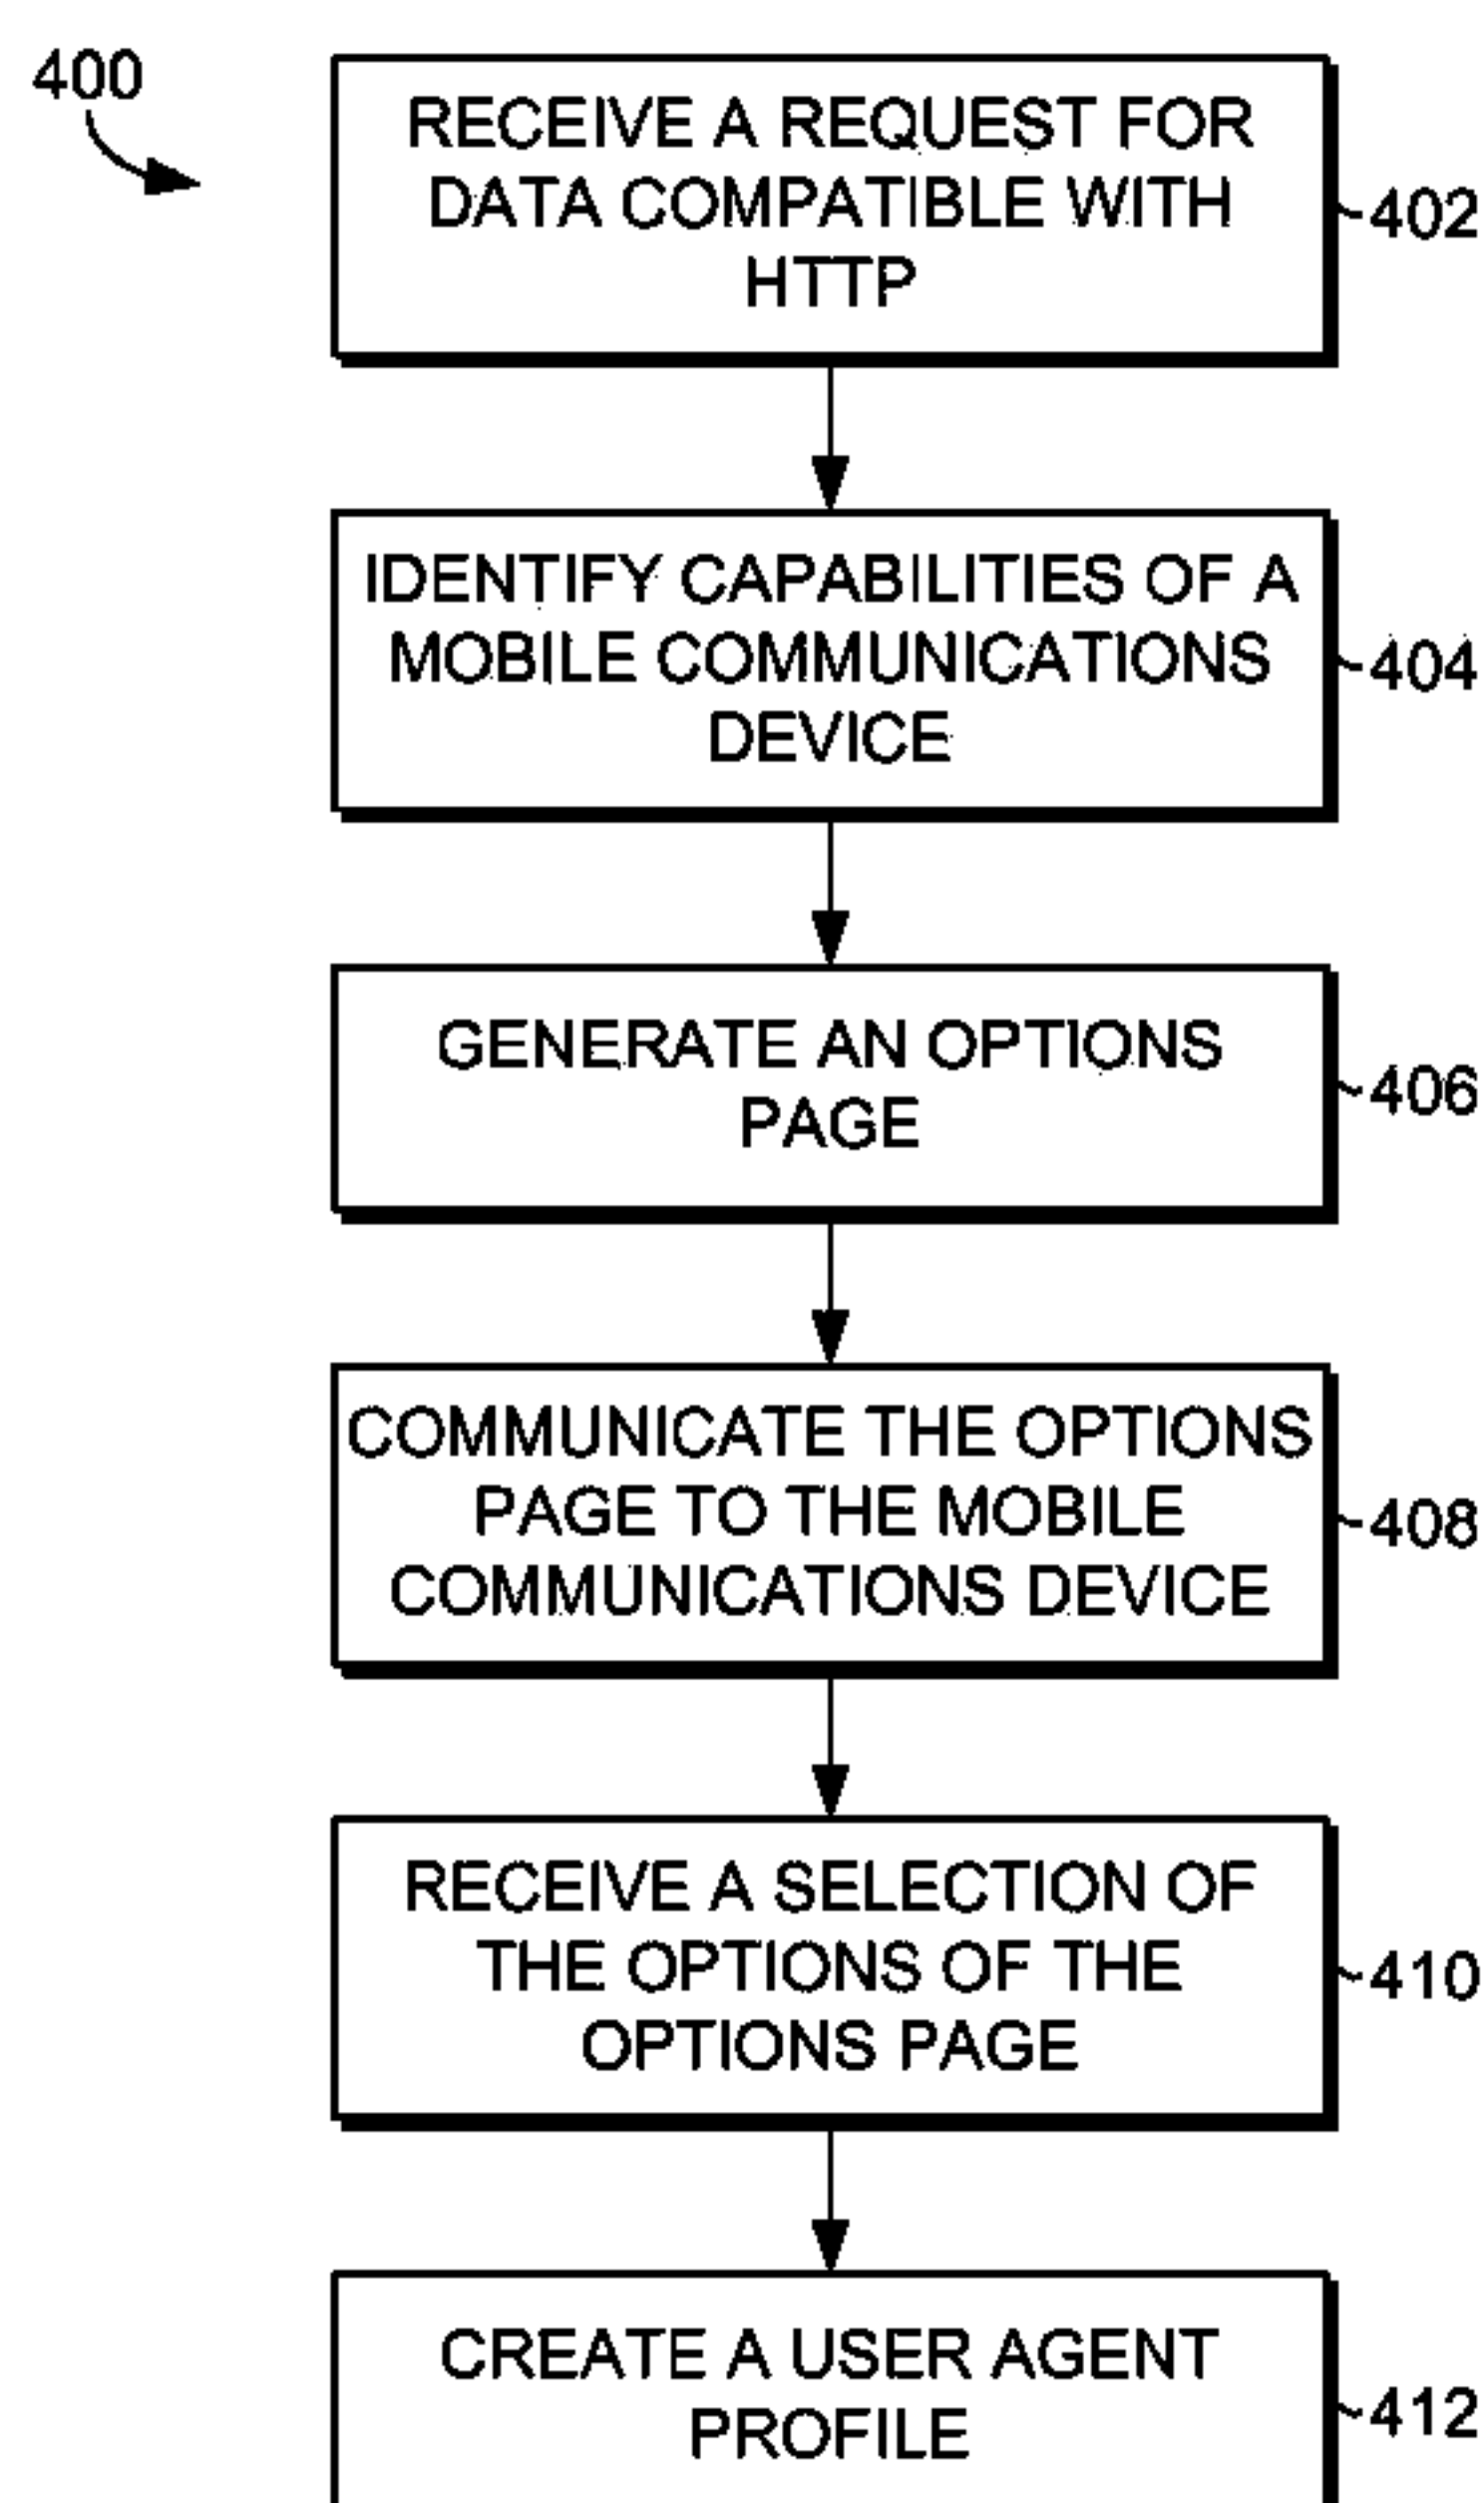 400
RECEIVE A REQUEST FOR
DATA COMPATIBLE WITH
HTTP
402
IDENTIFY CAPABILITIES OF A
MOBILE COMMUNICATIONS
DEVICE
404
GENERATE AN OPTIONS
PAGE
406
COMMUNICATE THE OPTIONS
PAGE TO THE MOBILE
COMMUNICATIONS DEVICE
408
RECEIVE A SELECTION OF
THE OPTIONS OF THE
OPTIONS PAGE
410
CREATE A USER AGENT
PROFILE
412